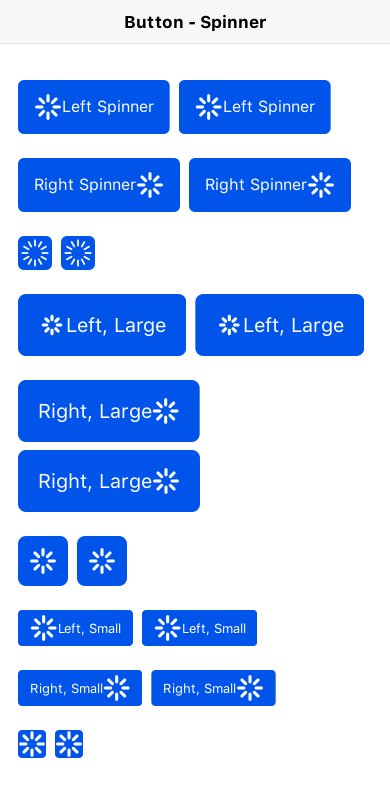 Button - Spinner
Left Spinner Left Spinner
Right Spinner Right Spinner
Left, Large Left, Large
Right, Large
Right, Large
Left, Small Left, Small
Right, Small Right, Small